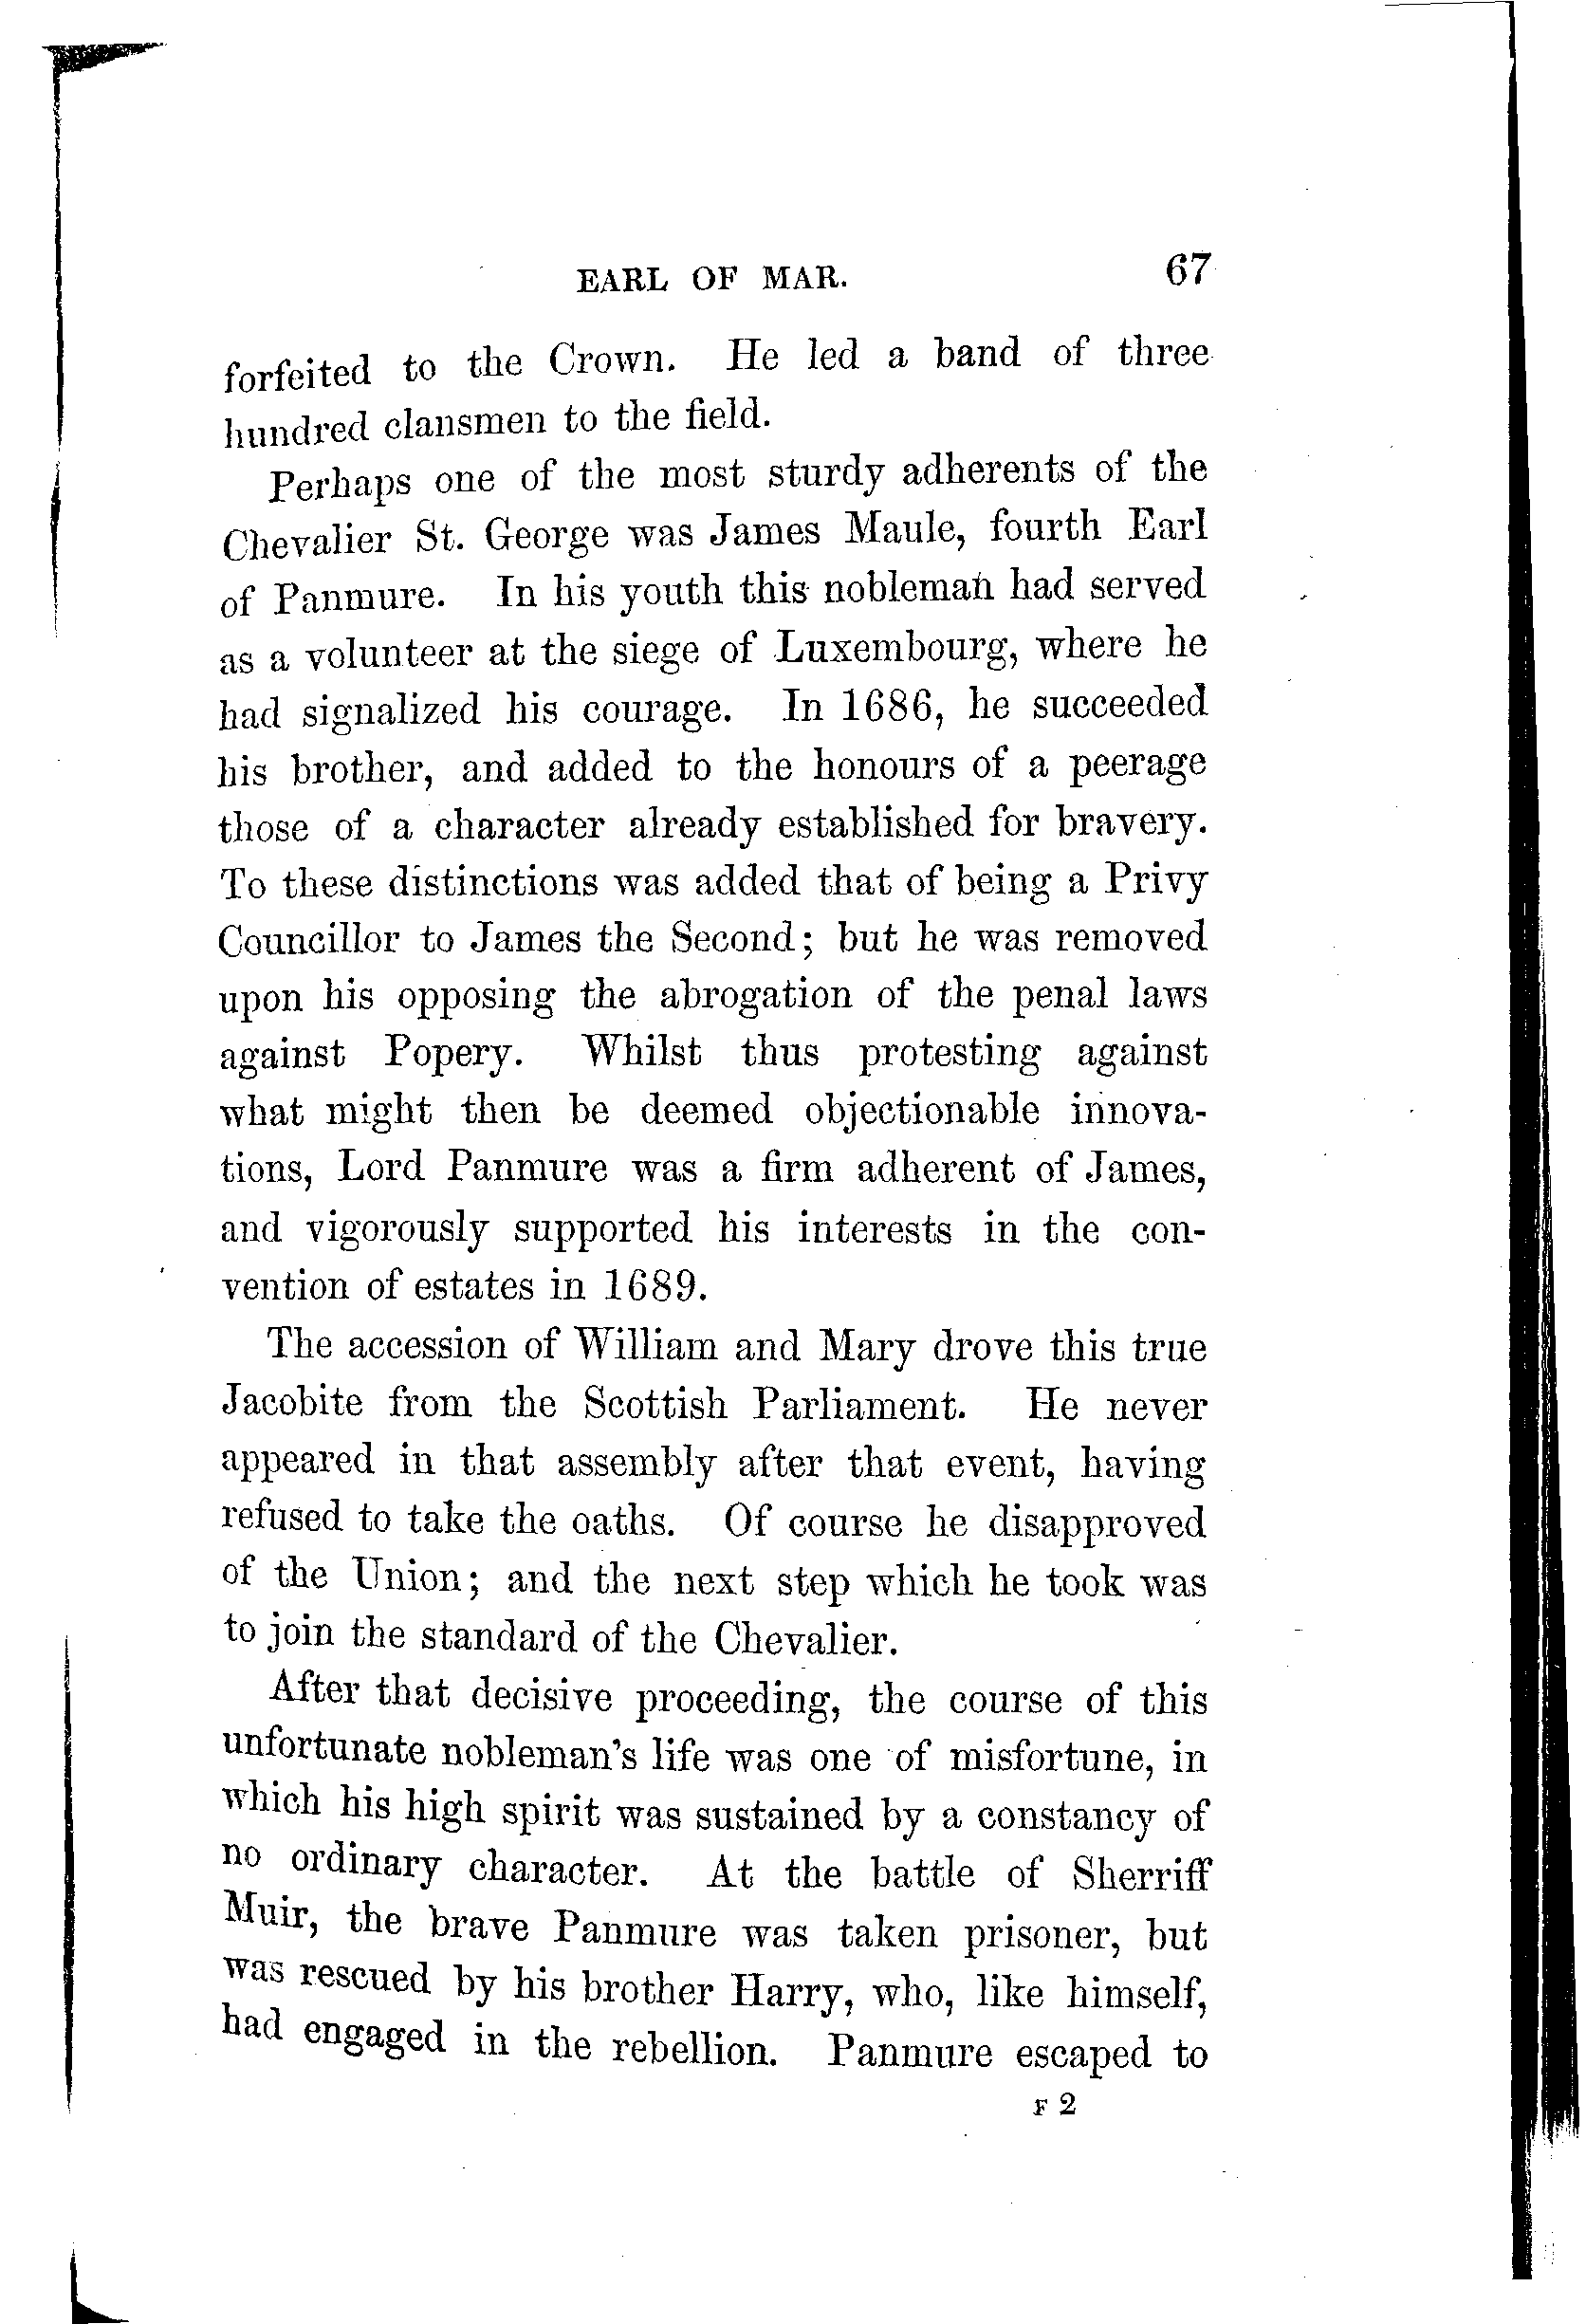 EARL OF MAR. 67
forfeited to the Crown. He led a band of three
hundred clansmen to the field.
Perhaps one of the most sturdy adherents of the
Chevalier St. George was James Maule, fourth Earl
of Panmure. In his youth this nobleman had served
as a volunteer at the siege of Luxembourg, where he
had signalized his courage. In 1686, he succeeded
his brother, and added to the honours of a peerage
those of a character already established for bravery.
To these distinctions was added that of being a Privy
Councillor to James the Second; but he was removed
upon his opposing the abrogation of the penal laws
against Popery. Whilst thus protesting against
what might then be deemed objectionable innova-
tions, Lord Panmure was a firm adherent of James,
and vigorously supported his interests in the con-
vention of estates in 1689.
The accession of William and Mary drove this true
Jacobite from the Scottish Parliament. He never
appeared in that assembly after that event, having
refused to take the oaths. Of course he disapproved
of the Union; and the next step which he took was
to join the standard of the Chevalier.
After that decisive proceeding, the course of this
unfortunate nobleman's life was one of misfortune, in
which his high spirit was sustained by a constancy of
no ordinary character. At the battle of Sherriff
Muir, the brave Panmure was taken prisoner, but
was rescued by his brother Harry, who, like himself,
had engaged in the rebellion. Panmure escaped to
F 2